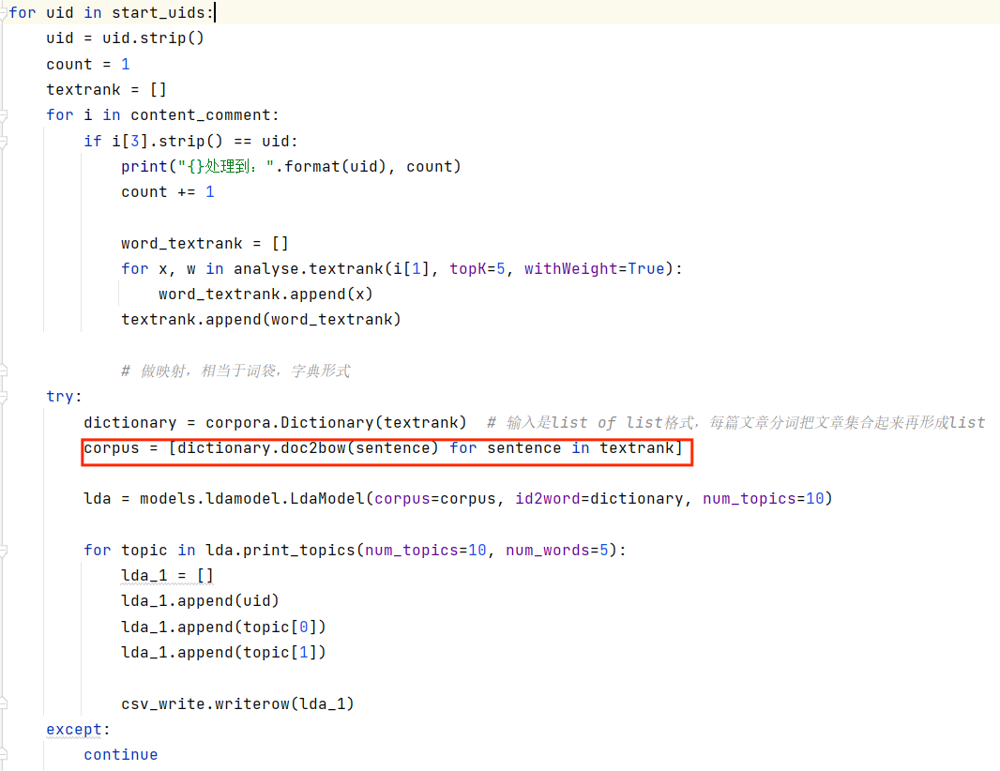 for uid in start_uids:
    uid = uid.strip()
    count = 1
    textrank = []
    for i in content_comment:
        if i[3].strip() == uid:
            print("{}处理到：".format(uid), count)
            count += 1

            word_textrank = []
            for x, w in analyse.textrank(i[1], topK=5, withWeight=True):
                word_textrank.append(x)
            textrank.append(word_textrank)

            # 做映射，相当于词袋，字典形式
    try:
        dictionary = corpora.Dictionary(textrank)  # 输入是list of list格式，每篇文章分词把文章集合起来再形成list
        corpus = [dictionary.doc2bow(sentence) for sentence in textrank]

        lda = models.ldamodel.LdaModel(corpus=corpus, id2word=dictionary, num_topics=10)

        for topic in lda.print_topics(num_topics=10, num_words=5):
            lda_1 = []
            lda_1.append(uid)
            lda_1.append(topic[0])
            lda_1.append(topic[1])

            csv_write.writerow(lda_1)
    except:
        continue